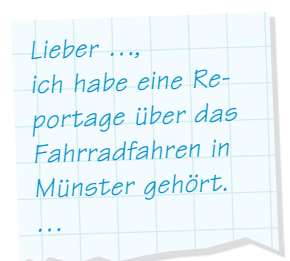 Lieber ...,
ich habe eine Re-
portage über das
Fahrradfahren in
Münster gehört.
...